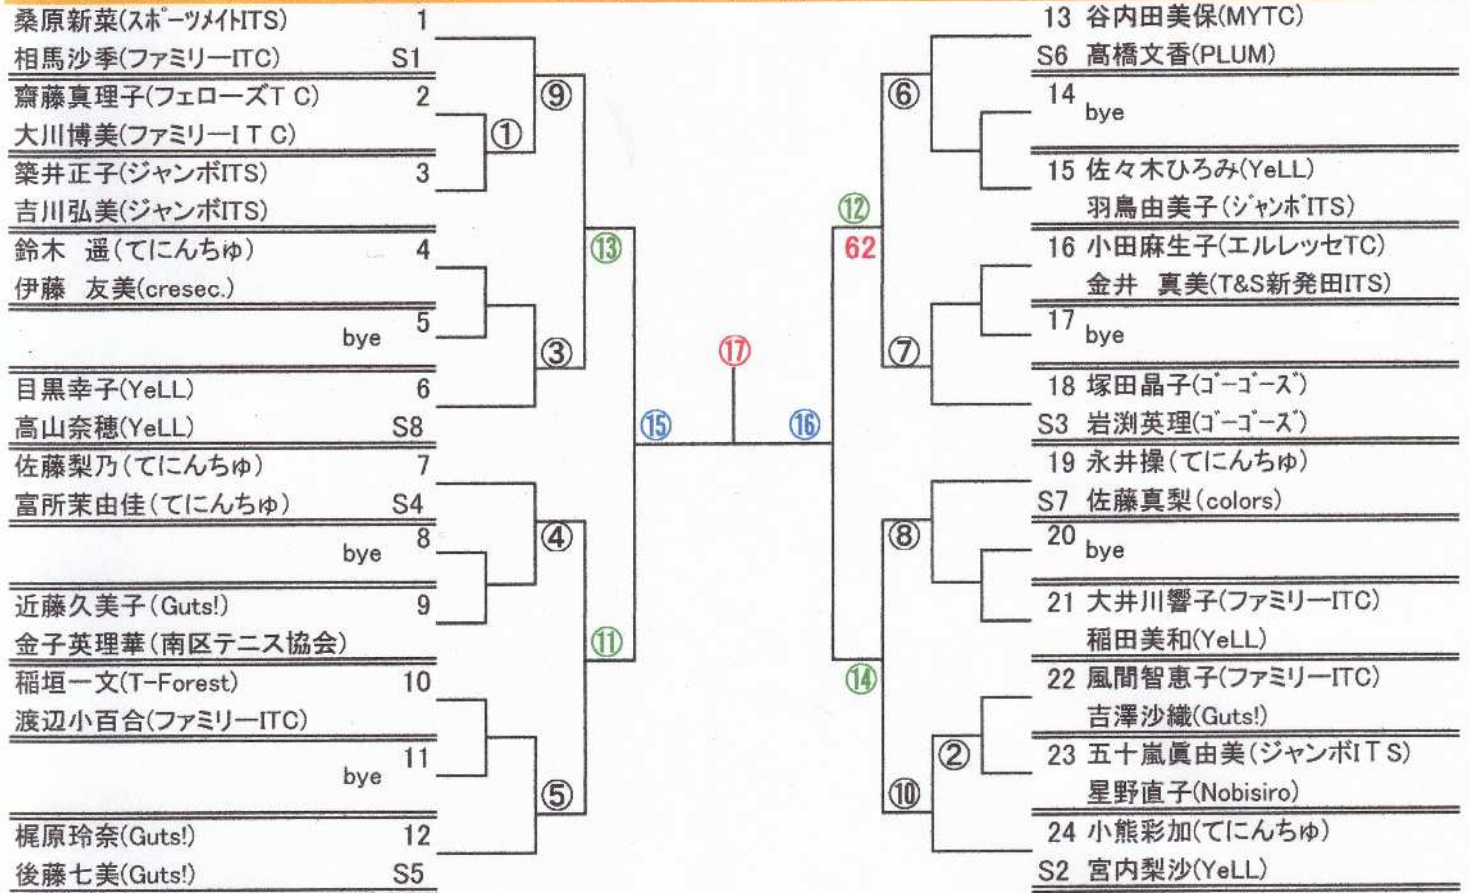 桑原新菜(スポーツメイトITS) 1
相馬沙季(ファミリーITC) S1
齋藤真理子(フェローズT C) 2
大川博美(ファミリーI T C)
築井正子(ジャンボITS) 3
吉川弘美(ジャンボITS)
鈴木 遥(てにんちゅ) 4
伊藤 友美(cresec.)
bye 5
目黒幸子(YeLL) 6
高山奈穂(YeLL) S8
佐藤梨乃(てにんちゅ) 7
富所茉由佳(てにんちゅ) S4
bye 8
近藤久美子(Guts!) 9
金子英理華(南区テニス協会)
稲垣一文(T-Forest) 10
渡辺小百合(ファミリーITC)
bye 11
梶原玲奈(Guts!) 12
後藤七美(Guts!) S5
⑨
①
⑬
③
⑮
④
⑪
⑤
⑰
⑯
⑥
⑫
62
⑦
⑧
⑭
②
⑩
13 谷内田美保(MYTC)
S6 髙橋文香(PLUM)
14 bye
15 佐々木ひろみ(YeLL)
羽鳥由美子(ジャンボITS)
16 小田麻生子(エルレッセTC)
金井 真美(T&S新発田ITS)
17 bye
18 塚田晶子(ゴーゴーズ)
S3 岩渕英理(ゴーゴーズ)
19 永井操(てにんちゅ)
S7 佐藤真梨(colors)
20 bye
21 大井川響子(ファミリーITC)
稲田美和(YeLL)
22 風間智恵子(ファミリーITC)
吉澤沙織(Guts!)
23 五十嵐眞由美(ジャンボI T S)
星野直子(Nobisiro)
24 小熊彩加(てにんちゅ)
S2 宮内梨沙(YeLL)